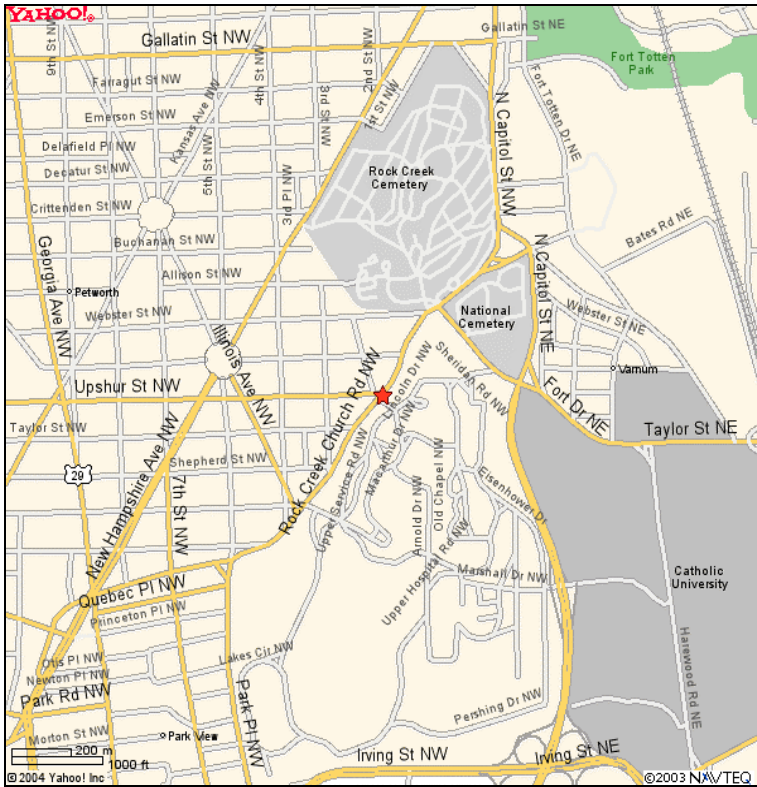 YAHOO!®
Gallatin St NW
Gallatin St NE
9th St NW
4th St NW
2nd St NW
Fort Totten
Park
Farragut St NW
Kansas Ave NW
3rd St NW
1st St NW
N Capitol St NW
Fort Totten Dr NE
Emerson St NW
Delafield Pl NW
Decatur St NW
5th St NW
3rd Pl NW
Rock Creek
Cemetery
Crittenden St NW
Buchanan St NW
Georgia Ave NW
N Capitol St NE
Bates Rd NE
Allison St NW
Petworth
Webster St NW
Webster St NE
National
Cemetery
Illinois Ave NW
Rock Creek Church Rd NW
Lincoln Dr NW
Sheridan Rd NW
Varnum
Upshur St NW
Fort Dr NE
Taylor St NW
Taylor St NE
New Hampshire Ave NW
Macarthur Dr NW
Upper Service Rd NW
Old Chapel NW
Shepherd St NW
29
7th St NW
Arnold Dr NW
Eisenhower Dr
Upper Hospital Rd NW
Marshall Dr NW
Catholic
University
Quebec Pl NW
Princeton Pl NW
Harewood Rd NE
Otis Pl NW
Lakes Cir NW
Newton Pl NW
Park Rd NW
Park Pl NW
Pershing Dr NW
Morton St NW
Park View
200 m
1000 ft
Irving St NW
Irving St NE
©2004 Yahoo! Inc
©2003 NAVTEQ